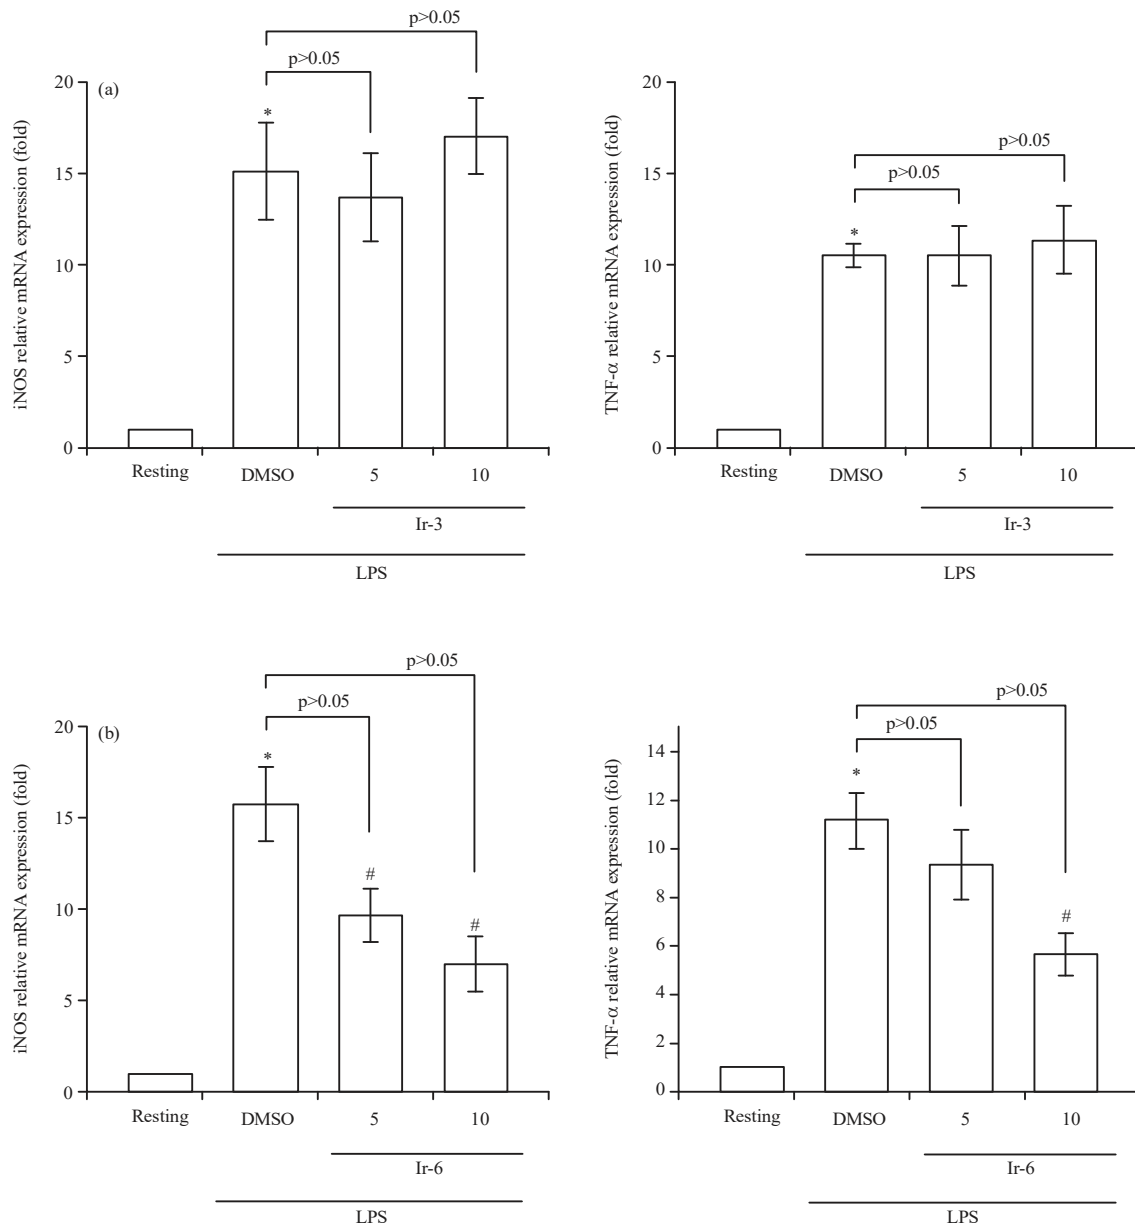 p>0.05
p>0.05
20
(a)
*
15
10
5
0
iNOS relative mRNA expression (fold)
Resting
DMSO
5
10
Ir-3
LPS
20
p>0.05
p>0.05
15
*
10
5
0
TNF-α relative mRNA expression (fold)
Resting
DMSO
5
10
Ir-3
LPS
p>0.05
p>0.05
20
(b)
*
15
#
10
#
5
0
iNOS relative mRNA expression (fold)
Resting
DMSO
5
10
Ir-6
LPS
p>0.05
p>0.05
14
*
12
10
8
#
6
4
2
0
TNF-α relative mRNA expression (fold)
Resting
DMSO
5
10
Ir-6
LPS